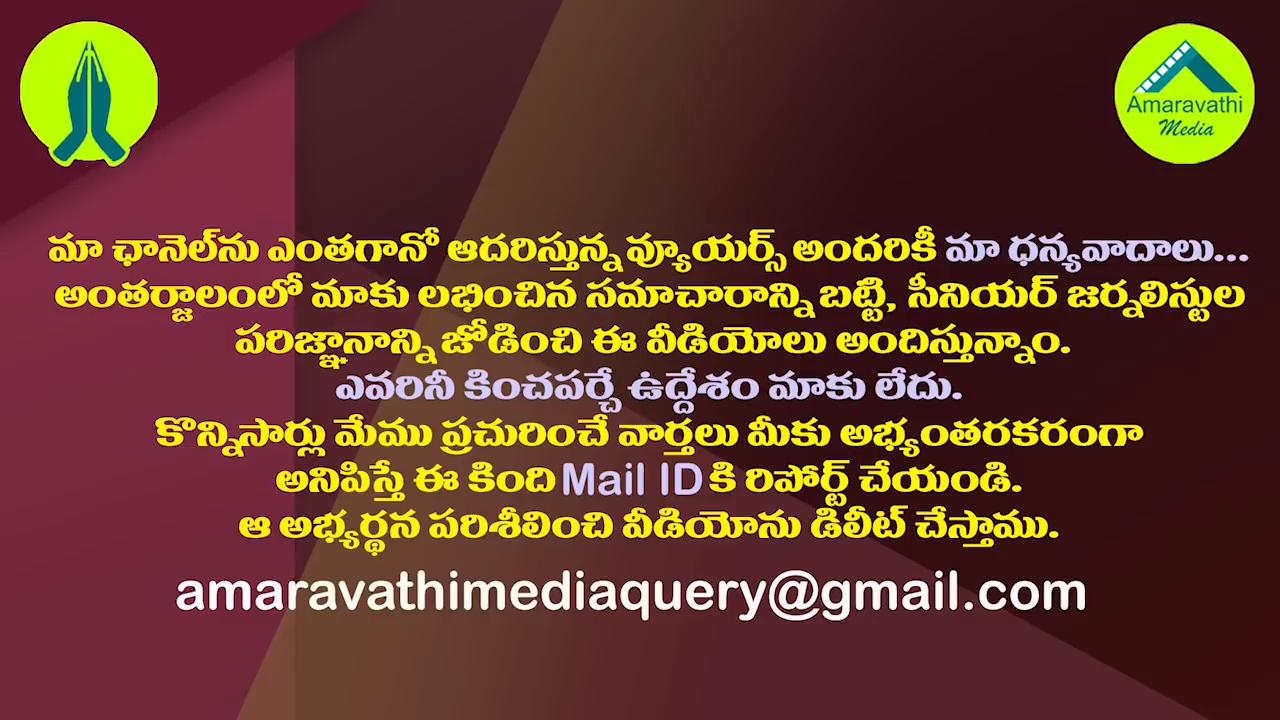 Amaravathi
Media
మా ఛానెల్‌ను ఎంతగానో ఆదరిస్తున్న వ్యూయర్స్ అందరికీ మా ధన్యవాదాలు...
అంతర్జాలంలో మాకు లభించిన సమాచారాన్ని బట్టి, సీనియర్ జర్నలిస్టుల
పరిజ్ఞానాన్ని జోడించి ఈ వీడియోలు అందిస్తున్నాం.
ఎవరినీ కించపర్చే ఉద్దేశం మాకు లేదు.
కొన్నిసార్లు మేము ప్రచురించే వార్తలు మీకు అభ్యంతరకరంగా
అనిపిస్తే ఈ కింది Mail ID కి రిపోర్ట్ చేయండి.
ఆ అభ్యర్థన పరిశీలించి వీడియోను డిలీట్ చేస్తాము.
amaravathimediaquery@gmail.com